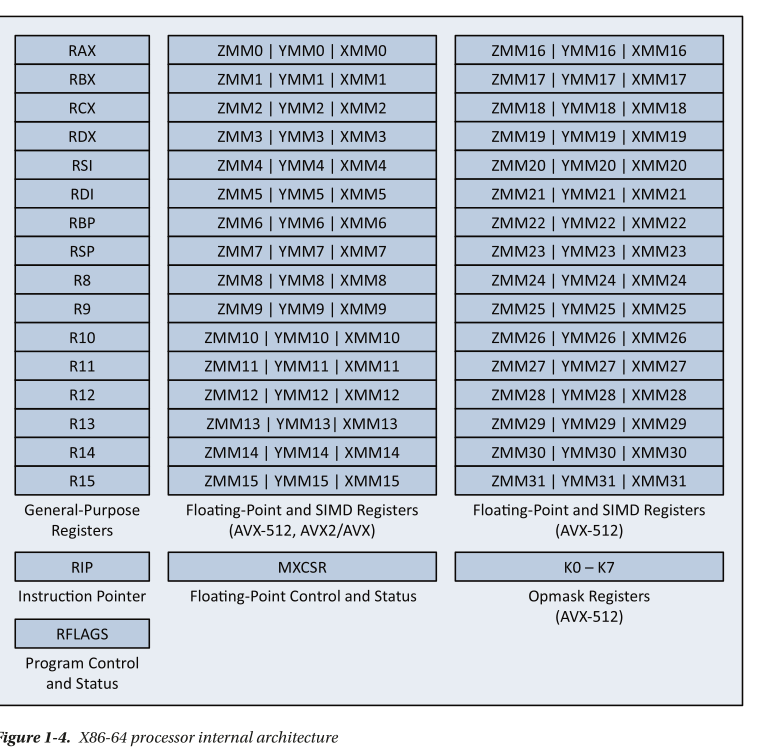 RAX
RBX
RCX
RDX
RSI
RDI
RBP
RSP
R8
R9
R10
R11
R12
R13
R14
R15
General-Purpose
Registers
RIP
Instruction Pointer
RFLAGS
Program Control
and Status
ZMM0 | YMM0 | XMM0
ZMM1 | YMM1 | XMM1
ZMM2 | YMM2 | XMM2
ZMM3 | YMM3 | XMM3
ZMM4 | YMM4 | XMM4
ZMM5 | YMM5 | XMM5
ZMM6 | YMM6 | XMM6
ZMM7 | YMM7 | XMM7
ZMM8 | YMM8 | XMM8
ZMM9 | YMM9 | XMM9
ZMM10 | YMM10 | XMM10
ZMM11 | YMM11 | XMM11
ZMM12 | YMM12 | XMM12
ZMM13 | YMM13| XMM13
ZMM14 | YMM14 | XMM14
ZMM15 | YMM15 | XMM15
Floating-Point and SIMD Registers
(AVX-512, AVX2/AVX)
MXCSR
Floating-Point Control and Status
ZMM16 | YMM16 | XMM16
ZMM17 | YMM17 | XMM17
ZMM18 | YMM18 | XMM18
ZMM19 | YMM19 | XMM19
ZMM20 | YMM20 | XMM20
ZMM21 | YMM21 | XMM21
ZMM22 | YMM22 | XMM22
ZMM23 | YMM23 | XMM23
ZMM24 | YMM24 | XMM24
ZMM25 | YMM25 | XMM25
ZMM26 | YMM26 | XMM26
ZMM27 | YMM27 | XMM27
ZMM28 | YMM28 | XMM28
ZMM29 | YMM29 | XMM29
ZMM30 | YMM30 | XMM30
ZMM31 | YMM31 | XMM31
Floating-Point and SIMD Registers
(AVX-512)
K0 – K7
Opmask Registers
(AVX-512)
Figure 1-4. X86-64 processor internal architecture